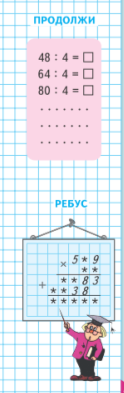 ПРОДОЛЖИ
48 : 4 = □
64 : 4 = □
80 : 4 = □
. . . . . . .
. . . . . . .
. . . . . . .
РЕБУС
5 * 9
× * *
* * 8 3
+ * * 3 8
* * * * *